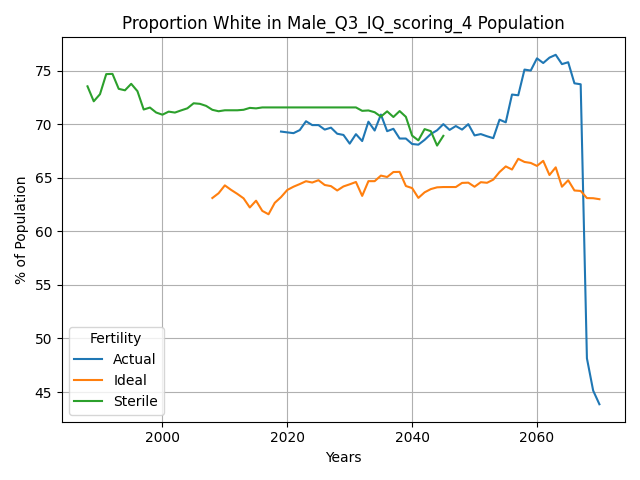 Proportion White in Male_Q3_IQ_scoring_4 Population
% of Population
75
70
65
60
55
50
45
Fertility
Actual
Ideal
Sterile
2000
2020
2040
2060
Years